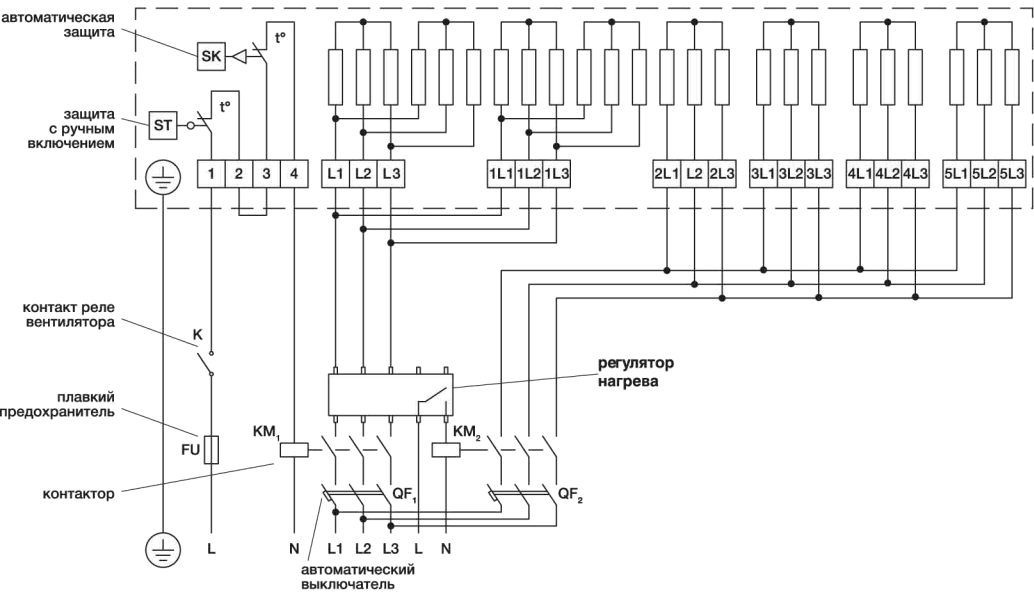 автоматическая
защита
SK
t°
защита
с ручным
включением
ST
t°
1 2 3 4
L1 L2 L3
1L1 1L2 1L3
2L1 L2 2L3
3L1 3L2 3L3
4L1 4L2 4L3
5L1 5L2 5L3
контакт реле
вентилятора
K
регулятор
нагрева
плавкий
предохранитель
FU
KM1
KM2
контактор
QF1
QF2
L N L1 L2 L3 L N
автоматический
выключатель